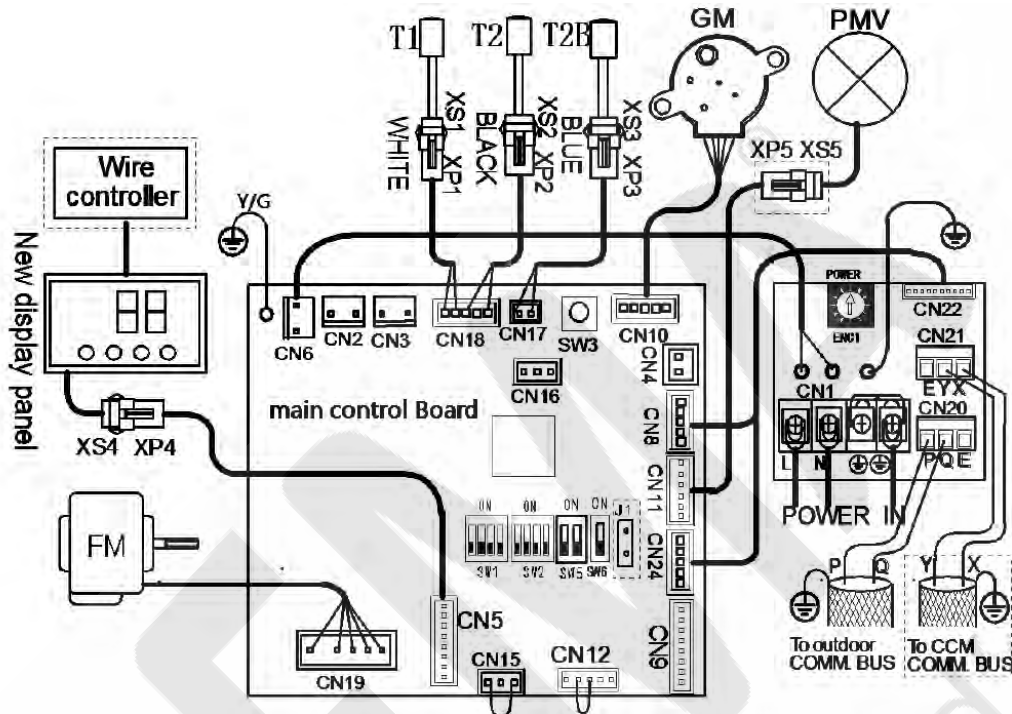 T1
T2
T2B
GM
PMV
XS1
XP1
WHITE
XS2
XP2
BLACK
XS3
XP3
BLUE
XP5 XS5
Wire
controller
Y/G
New display panel
XS4 XP4
POWER
ENC1
CN22
CN21
EYX
CN20
PQE
CN1
L
N
POWER IN
CN6
CN2
CN3
CN18
CN17
SW3
CN10
CN4
CN16
main control Board
CN8
CN11
ON
ON
ON
ON
J1
SW1
SW2
SW5
SW6
CN24
FM
CN5
CN19
CN15
CN12
CN9
P
Q
Y
X
To outdoor
COMM. BUS
To CCM
COMM. BUS